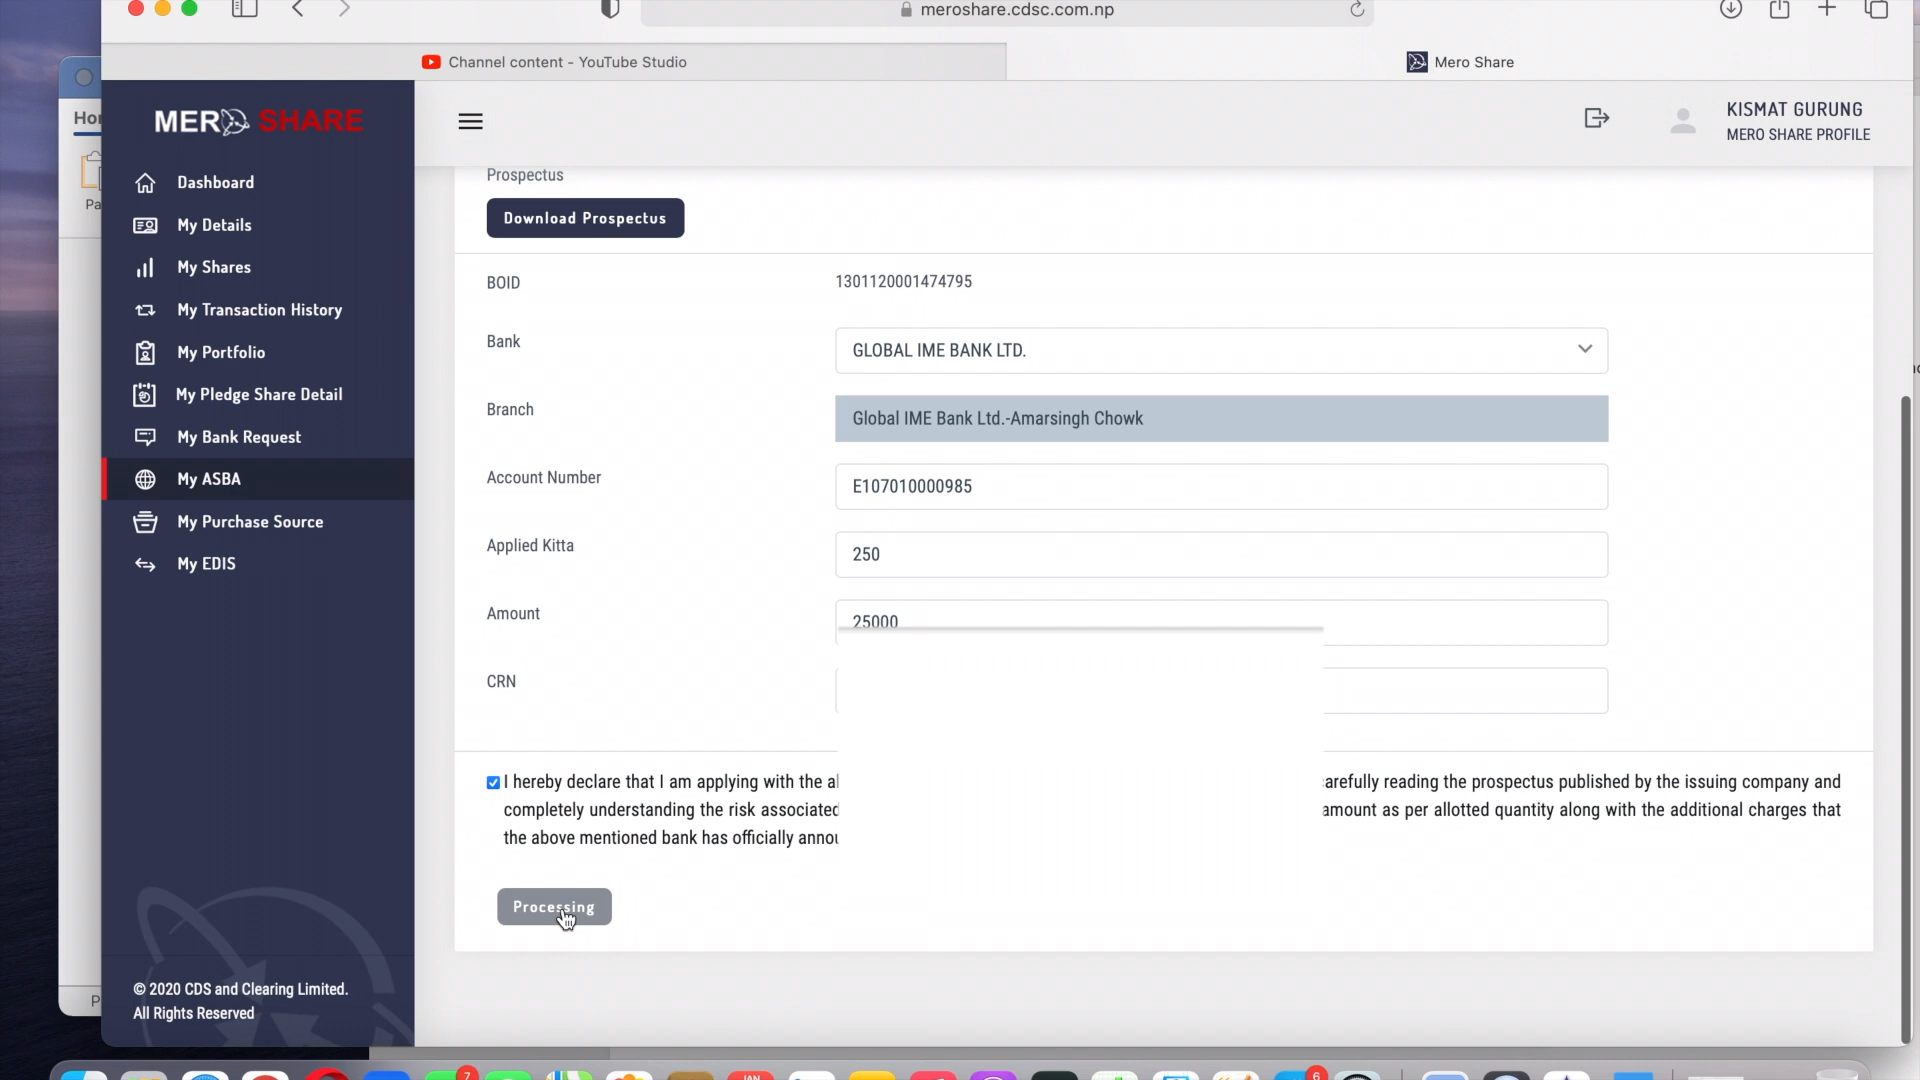 meroshare.cdsc.com.np
Channel content - YouTube Studio
Mero Share
MERO SHARE
KISMAT GURUNG
MERO SHARE PROFILE
Dashboard
My Details
My Shares
My Transaction History
My Portfolio
My Pledge Share Detail
My Bank Request
My ASBA
My Purchase Source
My EDIS
© 2020 CDS and Clearing Limited.
All Rights Reserved
Prospectus
Download Prospectus
BOID 1301120001474795
Bank GLOBAL IME BANK LTD.
Branch Global IME Bank Ltd.-Amarsingh Chowk
Account Number E107010000985
Applied Kitta 250
Amount 25000
CRN
I hereby declare that I am applying with the reading the prospectus published by the issuing company and
completely understanding the risk associated amount as per allotted quantity along with the additional charges that
the above mentioned bank has officially
Processing
7
JAN
6